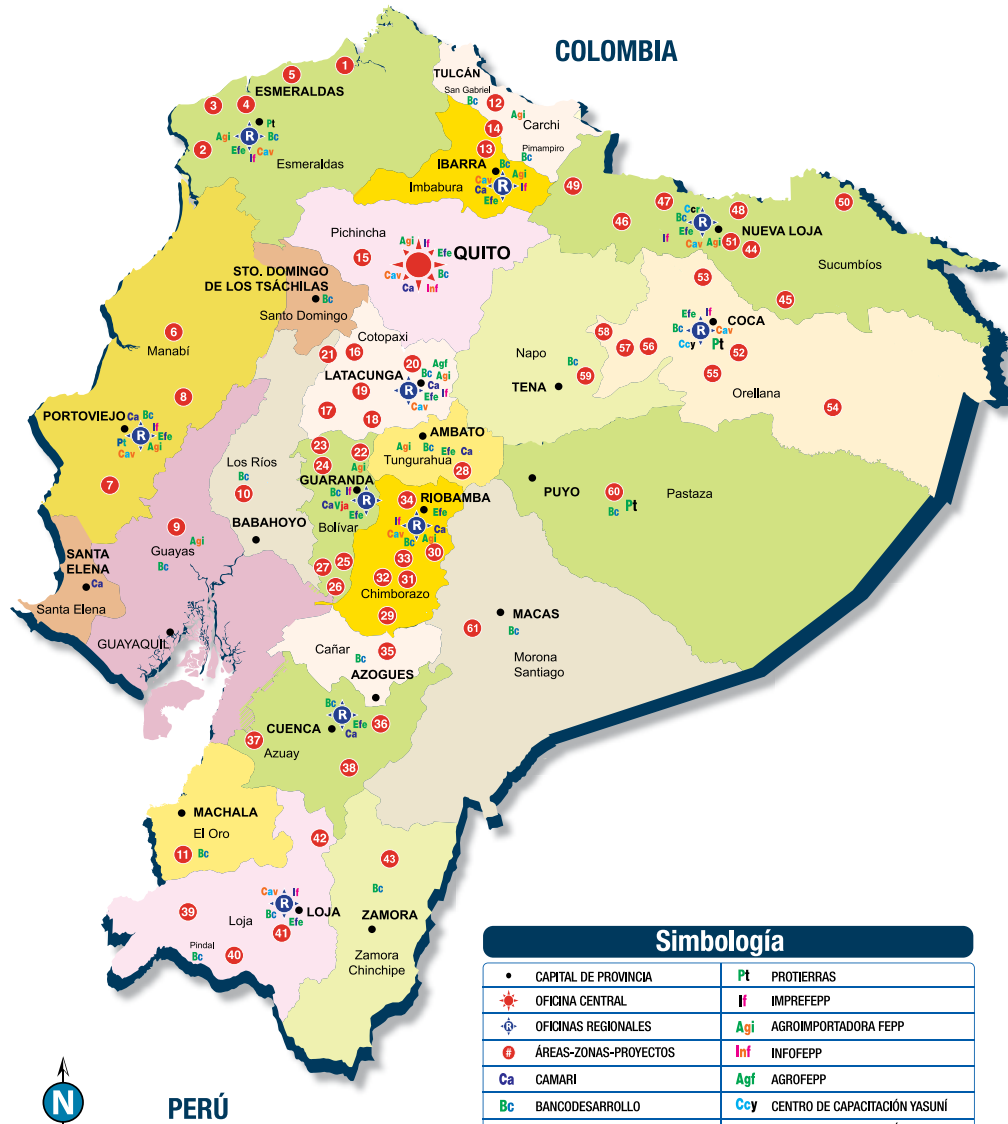 COLOMBIA
TULCÁN
San Gabriel
Bc
12
Agi
Carchi
14
13
Pimampiro
Bc
1
5
ESMERALDAS
3
4
Pt
Agi R Bc
2
Efe If Cav
Esmeraldas
IBARRA
Bc
Cav Agi
Imbabura
Ca R If
Efe
49
47
48
50
46
Ccr
Bc R
NUEVA LOJA
Efe
If
Cav Agi
51
44
Sucumbíos
45
Pichincha
15
QUITO
Agi If
Efe
Cav Bc
Ca Inf
STO. DOMINGO
DE LOS TSÁCHILAS
Bc
Santo Domingo
53
Efe If
COCA
Bc R Cav
Ccy Pt
52
55
Orellana
54
58
57
56
Napo
Bc
59
TENA
6
Manabí
8
PORTOVIEJO
Ca Bc
If
Pt R Efe
Cav Agi
7
Cotopaxi
21
16
20
Agf
LATACUNGA
Bc Agi
Ca
19
R Efe If
Cav
17
18
AMBATO
Agi Bc Efe Ca
Tungurahua
28
23
22
24
Agi
GUARANDA
Bc If
Ca Vja R
Efe
Bolívar
27
25
26
Los Ríos
Bc
10
BABAHOYO
34
RIOBAMBA
Efe
If R Ca
Cav Agi
Bc
30
33
32
31
Chimborazo
29
PUYO
60
Bc Pt
Pastaza
9
Agi
Guayas
Bc
SANTA
ELENA
Ca
Santa Elena
GUAYAQUIL
MACAS
61
Bc
Morona
Santiago
Cañar
35
Bc
AZOGUES
Bc
R Efe
36
CUENCA
Ca
37
Azuay
38
MACHALA
El Oro
11
Bc
42
43
Bc
Cav If
39
Loja
R
LOJA
Bc Efe
41
Pindal
Bc
40
ZAMORA
Zamora
Chinchipe
N
PERÚ
Simbología
CAPITAL DE PROVINCIA
Pt PROTIERRAS
OFICINA CENTRAL
If IMPREFEPP
R OFICINAS REGIONALES
Agi AGROIMPORTADORA FEPP
# ÁREAS-ZONAS-PROYECTOS
Inf INFOFEPP
Ca CAMARI
Agf AGROFEPP
Bc BANCODESARROLLO
Ccy CENTRO DE CAPACITACIÓN YASUNÍ